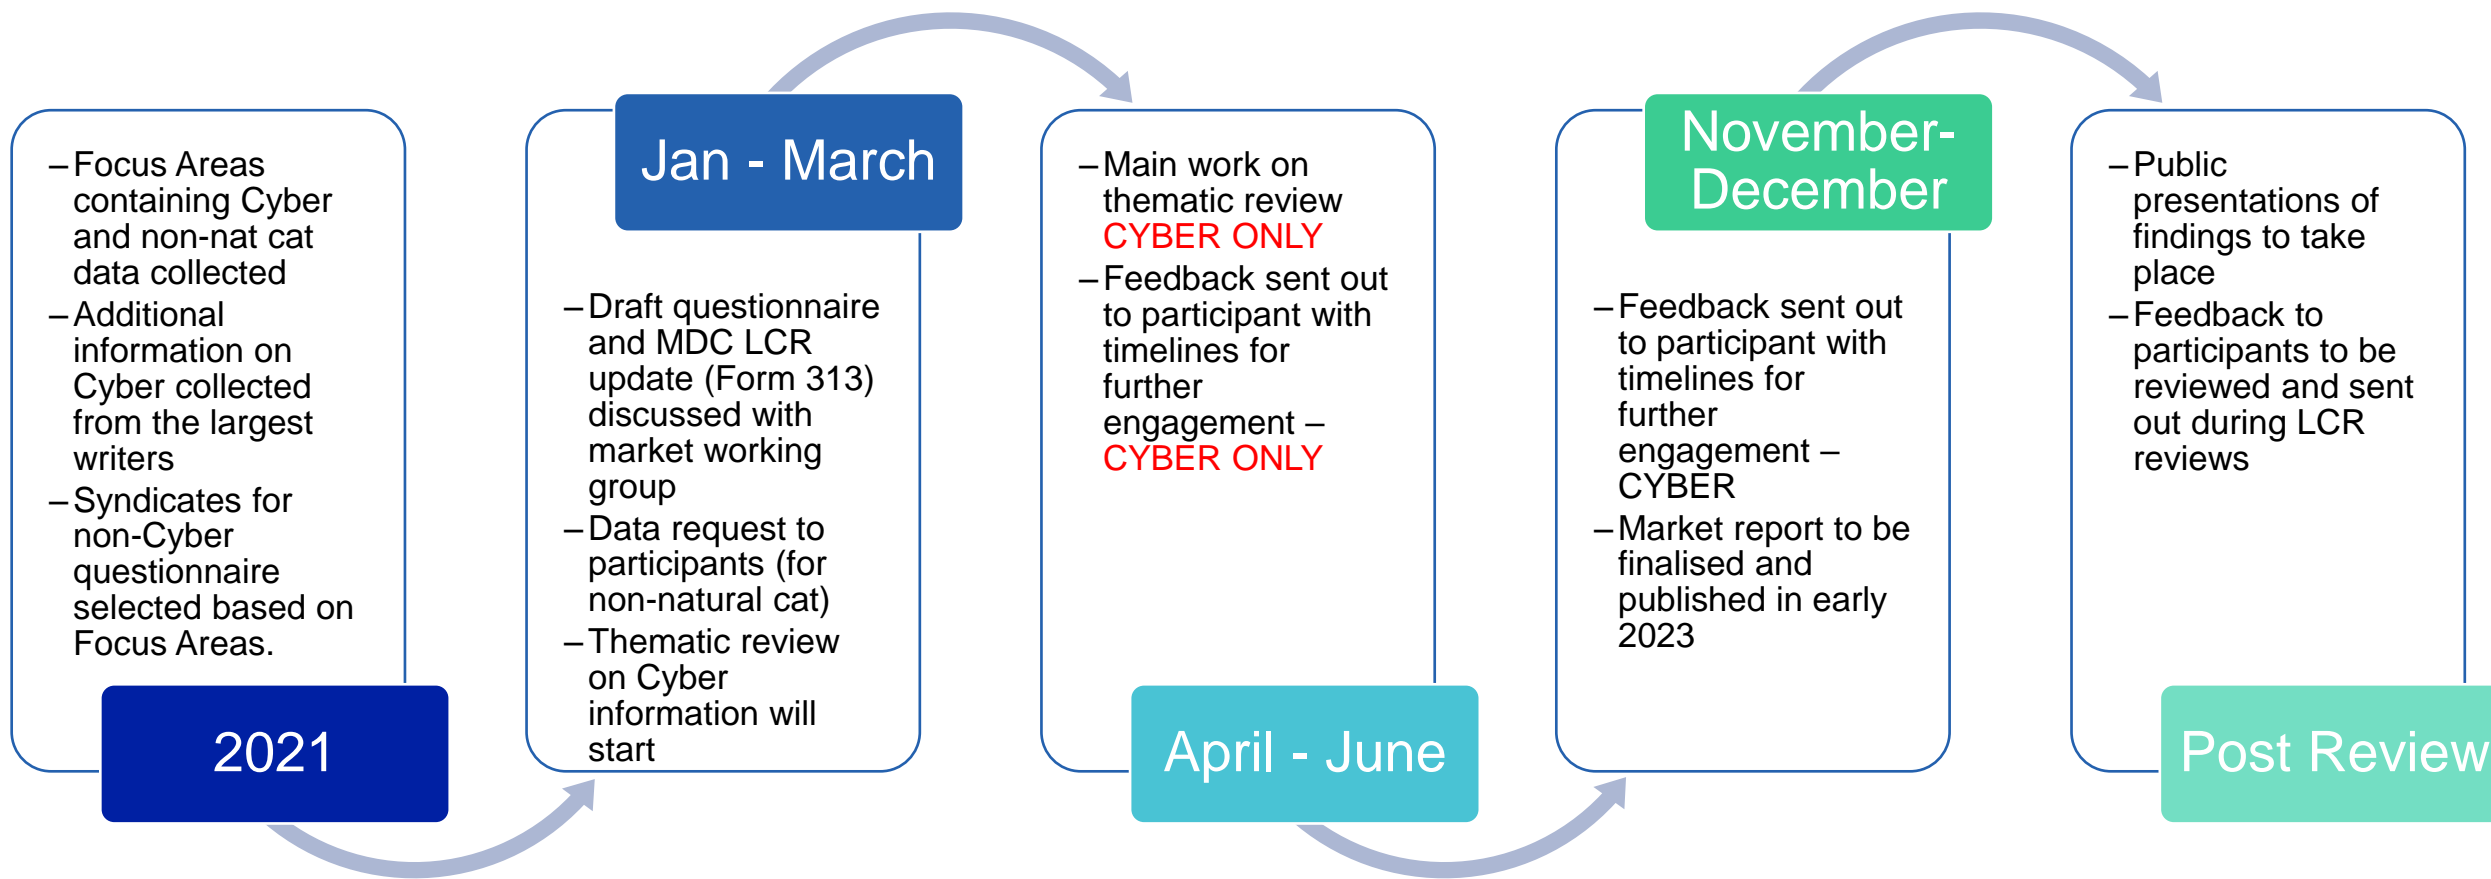 – Focus Areas
containing Cyber
and non-nat cat
data collected
– Additional
information on
Cyber collected
from the largest
writers
– Syndicates for
non-Cyber
questionnaire
selected based on
Focus Areas.
2021
Jan - March
– Draft questionnaire
and MDC LCR
update (Form 313)
discussed with
market working
group
– Data request to
participants (for
non-natural cat)
– Thematic review
on Cyber
information will
start
– Main work on
thematic review
CYBER ONLY
– Feedback sent out
to participant with
timelines for
further
engagement –
CYBER ONLY
April - June
November-
December
– Feedback sent out
to participant with
timelines for
further
engagement –
CYBER
– Market report to be
finalised and
published in early
2023
– Public
presentations of
findings to take
place
– Feedback to
participants to be
reviewed and sent
out during LCR
reviews
Post Review